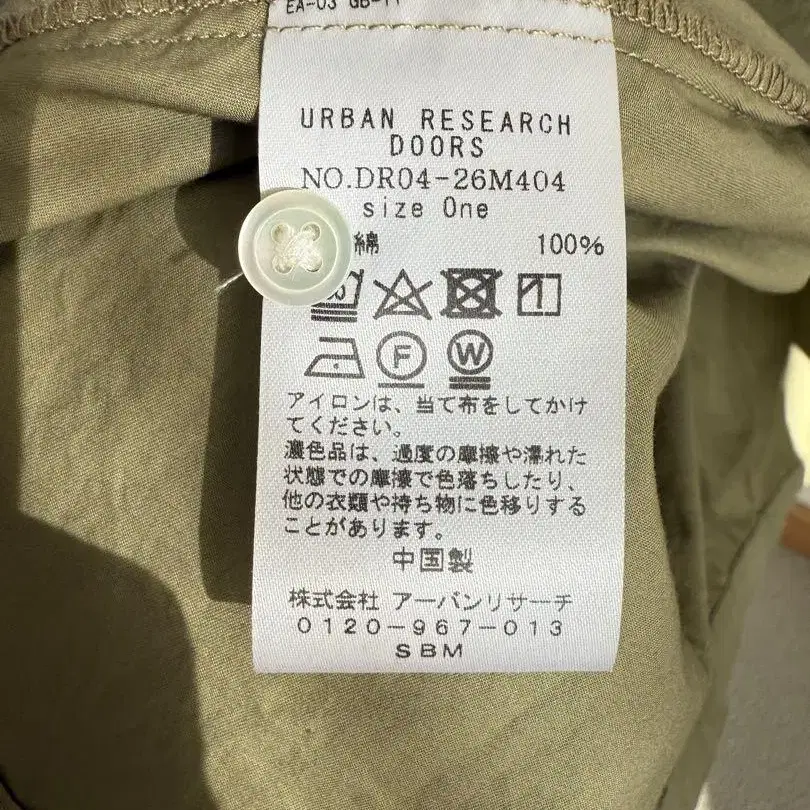 EA-03 GB-11
URBAN RESEARCH
DOORS
NO.DR04-26M404
size One
綿 100%
F W
アイロンは、当て布をしてかけ
てください。
濃色品は、過度の摩擦や濡れた
状態での摩擦で色落ちしたり、
他の衣類や持ち物に色移りする
ことがあります。
中国製
株式会社 アーバンリサーチ
0120-967-013
SBM